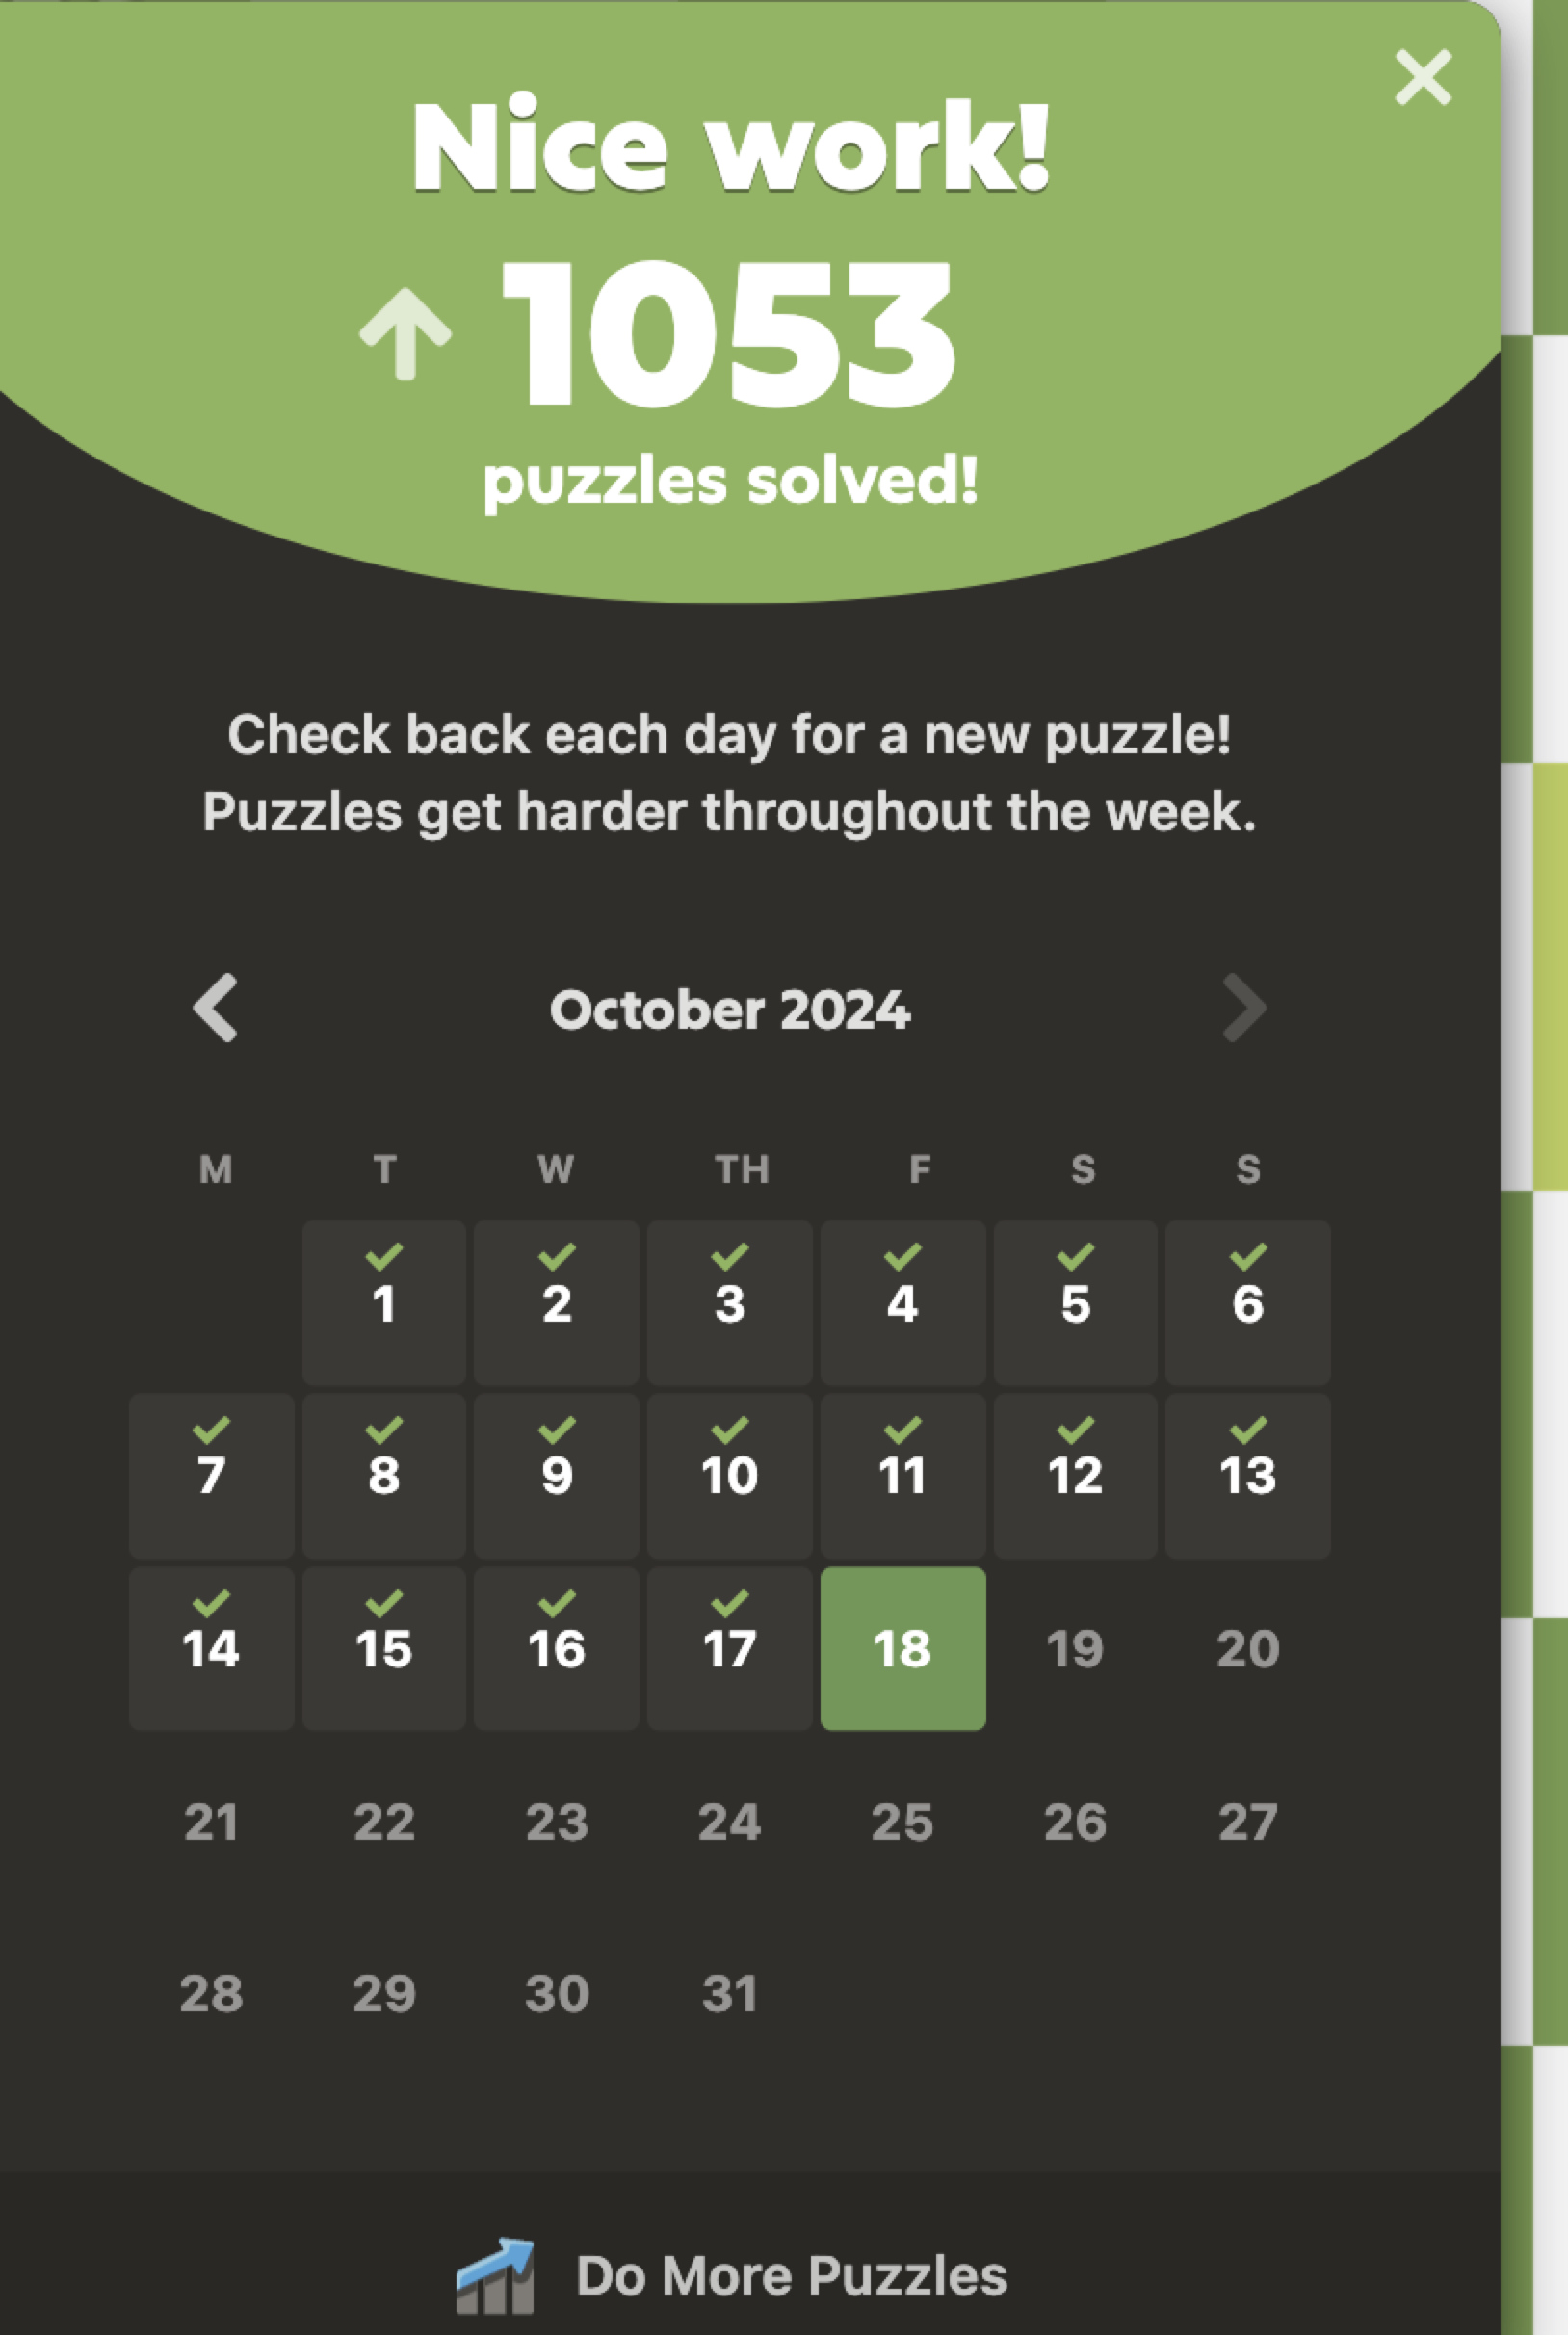 Nice work!
1053
puzzles solved!
Check back each day for a new puzzle!
Puzzles get harder throughout the week.
October 2024
M T W TH F S S
1 2 3 4 5 6
7 8 9 10 11 12 13
14 15 16 17 18 19 20
21 22 23 24 25 26 27
28 29 30 31
Do More Puzzles